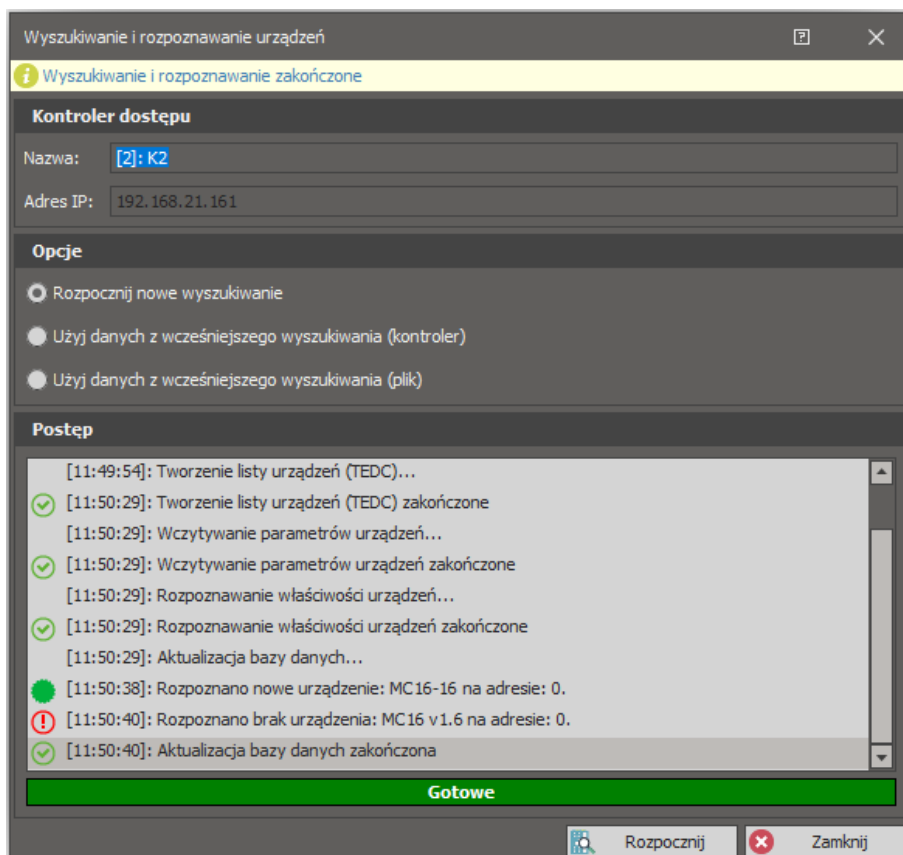 Wyszukiwanie i rozpoznawanie urządzeń
Wyszukiwanie i rozpoznawanie zakończone
Kontroler dostępu
Nazwa: [2]: K2
Adres IP: 192.168.21.161
Opcje
Rozpocznij nowe wyszukiwanie
Użyj danych z wcześniejszego wyszukiwania (kontroler)
Użyj danych z wcześniejszego wyszukiwania (plik)
Postęp
[11:49:54]: Tworzenie listy urządzeń (TEDC)...
[11:50:29]: Tworzenie listy urządzeń (TEDC) zakończone
[11:50:29]: Wczytywanie parametrów urządzeń...
[11:50:29]: Wczytywanie parametrów urządzeń zakończone
[11:50:29]: Rozpoznawanie właściwości urządzeń...
[11:50:29]: Rozpoznawanie właściwości urządzeń zakończone
[11:50:29]: Aktualizacja bazy danych...
[11:50:38]: Rozpoznano nowe urządzenie: MC16-16 na adresie: 0.
[11:50:40]: Rozpoznano brak urządzenia: MC16 v1.6 na adresie: 0.
[11:50:40]: Aktualizacja bazy danych zakończona
Gotowe
Rozpocznij Zamknij